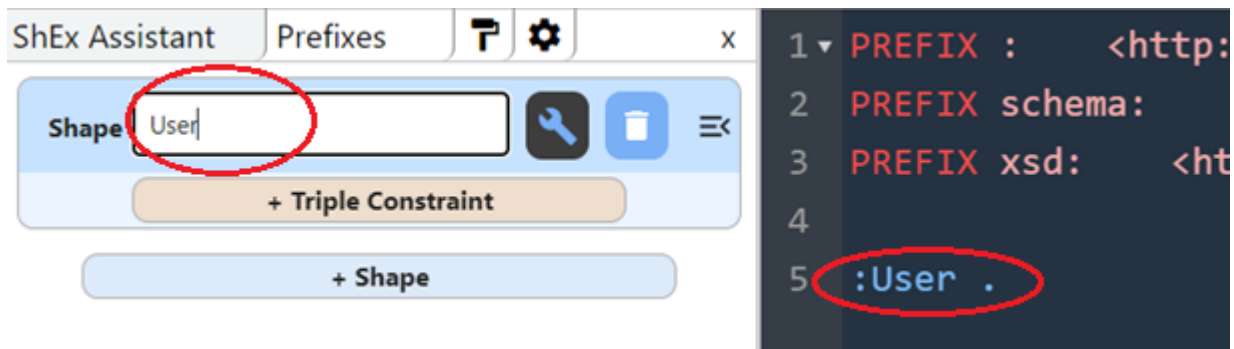 ShEx Assistant Prefixes x
Shape User
+ Triple Constraint
+ Shape
1 PREFIX : <http:
2 PREFIX schema:
3 PREFIX xsd: <ht
4
5 :User .